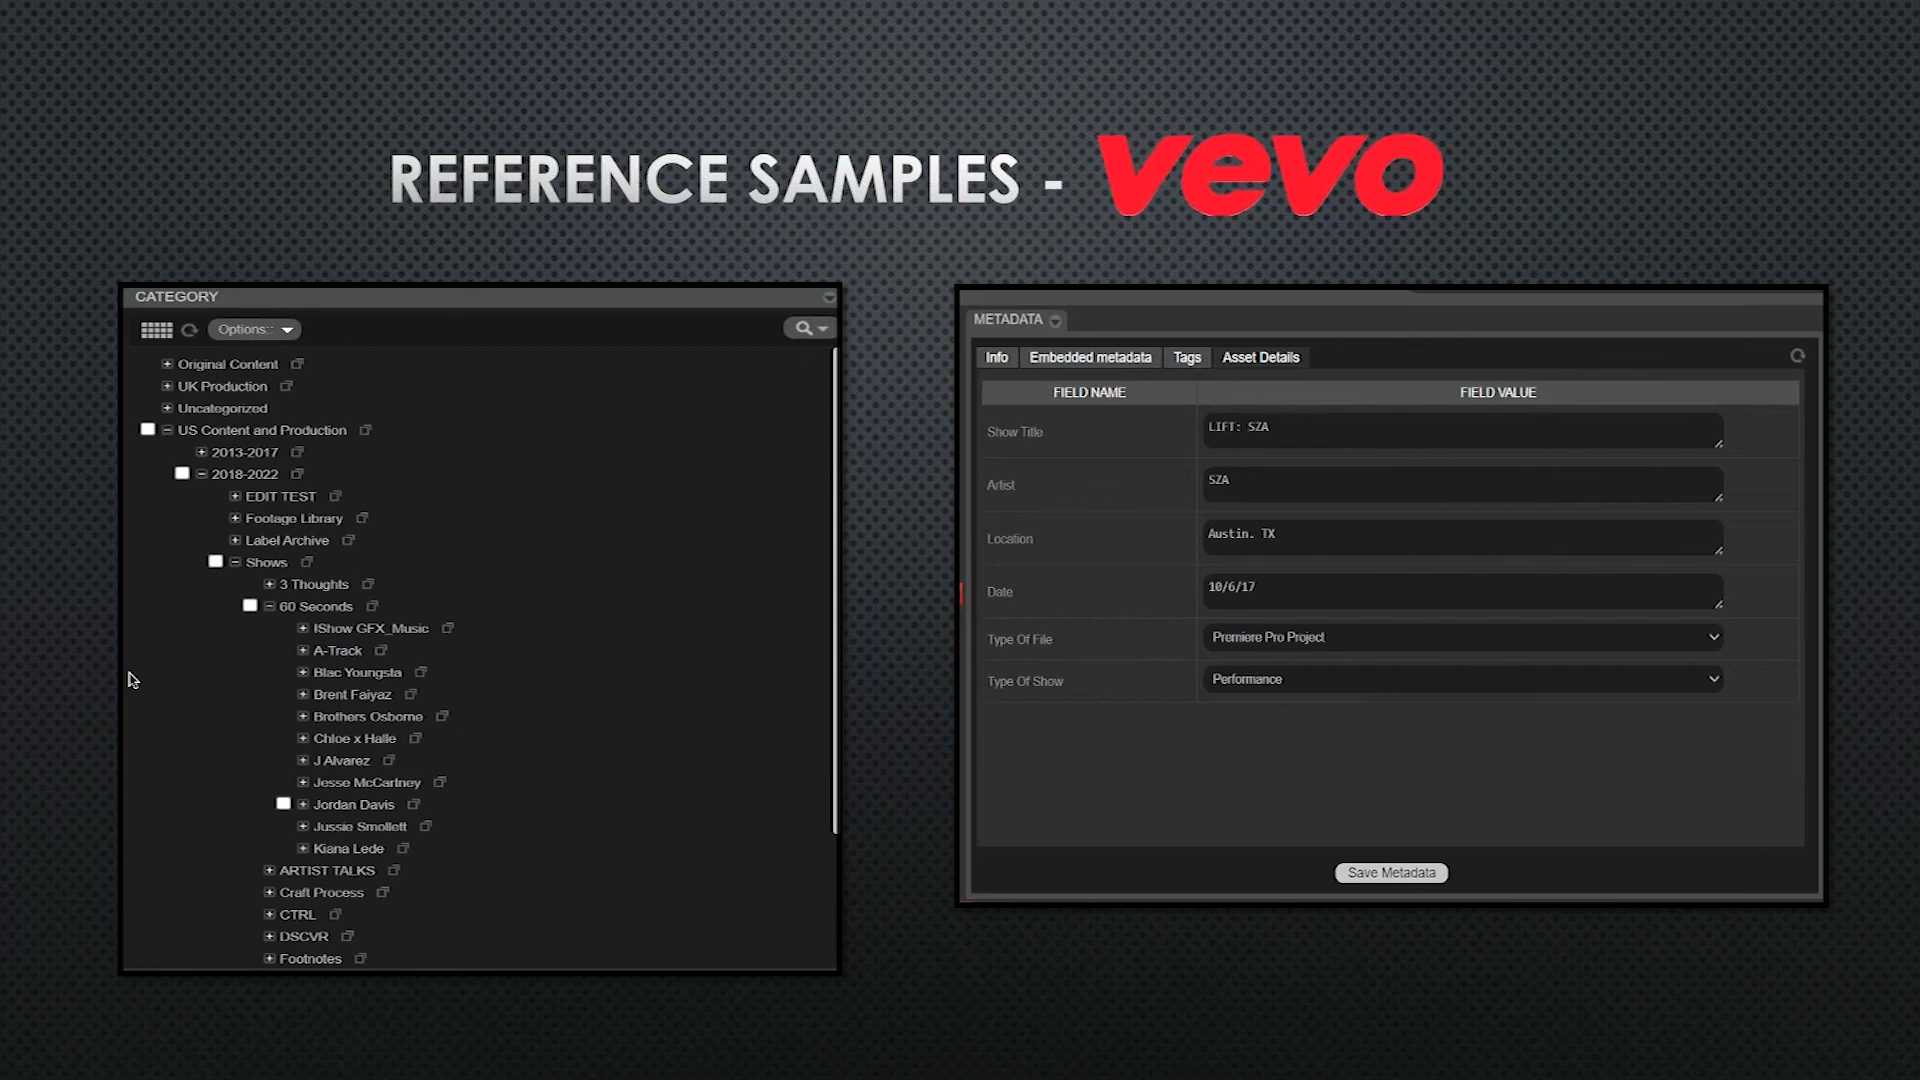 REFERENCE SAMPLES - vevo
CATEGORY
Options::
Original Content
UK Production
Uncategorized
US Content and Production
2013-2017
2018-2022
EDIT TEST
Footage Library
Label Archive
Shows
3 Thoughts
60 Seconds
!Show GFX_Music
A-Track
Blac Youngsta
Brent Faiyaz
Brothers Osborne
Chloe x Halle
J Alvarez
Jesse McCartney
Jordan Davis
Jussie Smollett
Kiana Lede
ARTIST TALKS
Craft Process
CTRL
DSCVR
Footnotes
METADATA
Info Embedded metadata Tags Asset Details
FIELD NAME FIELD VALUE
Show Title LIFT: SZA
Artist SZA
Location Austin. TX
Date 10/6/17
Type Of File Premiere Pro Project
Type Of Show Performance
Save Metadata